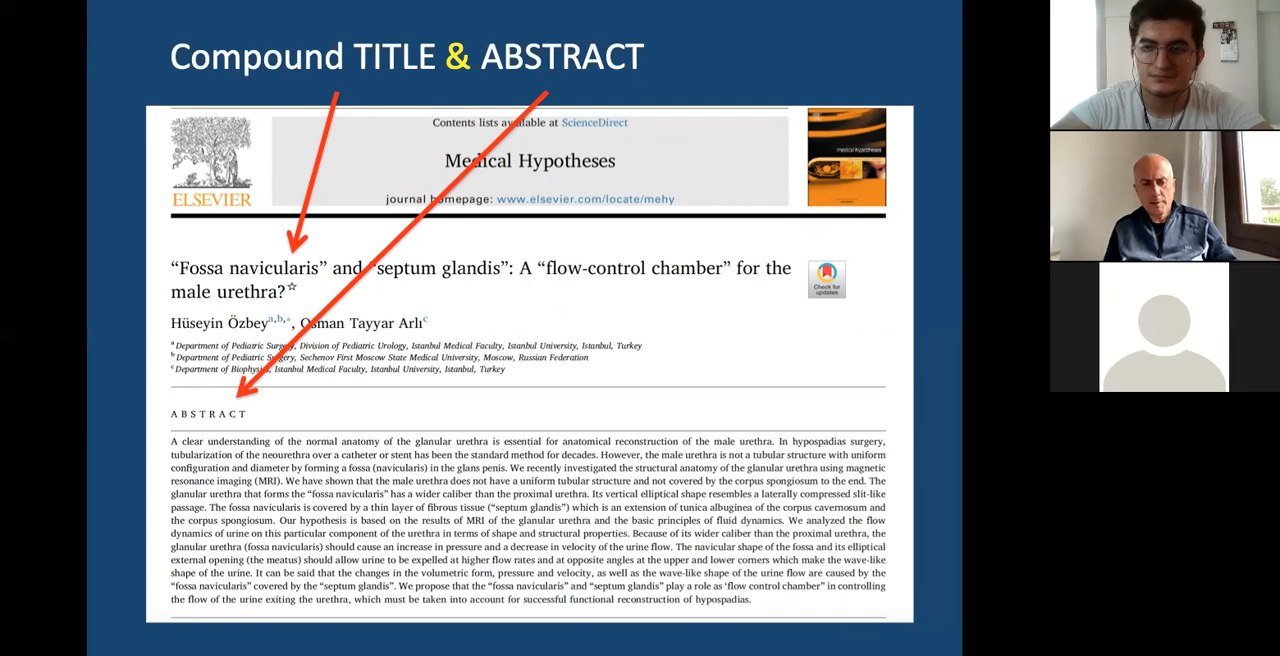 Compound TITLE & ABSTRACT
Contents lists available at ScienceDirect
Medical Hypotheses
journal homepage: www.elsevier.com/locate/mehy
ELSEVIER
medical hypotheses
“Fossa navicularis” and “septum glandis”: A “flow-control chamber” for the
male urethra?☆
Check for
updates
Hüseyin Özbeyᵃ,ᵇ,*, Osman Tayyar Arlıᶜ
ᵃ Department of Pediatric Surgery, Division of Pediatric Urology, Istanbul Medical Faculty, Istanbul University, Istanbul, Turkey
ᵇ Department of Pediatric Surgery, Sechenov First Moscow State Medical University, Moscow, Russian Federation
ᶜ Department of Biophysics, Istanbul Medical Faculty, Istanbul University, Istanbul, Turkey
ABSTRACT
A clear understanding of the normal anatomy of the glanular urethra is essential for anatomical reconstruction of the male urethra. In hypospadias surgery,
tubularization of the neourethra over a catheter or stent has been the standard method for decades. However, the male urethra is not a tubular structure with uniform
configuration and diameter by forming a fossa (navicularis) in the glans penis. We recently investigated the structural anatomy of the glanular urethra using magnetic
resonance imaging (MRI). We have shown that the male urethra does not have a uniform tubular structure and not covered by the corpus spongiosum to the end. The
glanular urethra that forms the “fossa navicularis” has a wider caliber than the proximal urethra. Its vertical elliptical shape resembles a laterally compressed slit-like
passage. The fossa navicularis is covered by a thin layer of fibrous tissue (“septum glandis”) which is an extension of tunica albuginea of the corpus cavernosum and
the corpus spongiosum. Our hypothesis is based on the results of MRI of the glanular urethra and the basic principles of fluid dynamics. We analyzed the flow
dynamics of urine on this particular component of the urethra in terms of shape and structural properties. Because of its wider caliber than the proximal urethra, the
glanular urethra (fossa navicularis) should cause an increase in pressure and a decrease in velocity of the urine flow. The navicular shape of the fossa and its elliptical
external opening (the meatus) should allow urine to be expelled at higher flow rates and at opposite angles at the upper and lower corners which make the wave-like
shape of the urine. It can be said that the changes in the volumetric form, pressure and velocity, as well as the wave-like shape of the urine flow are caused by the
“fossa navicularis” covered by the “septum glandis”. We propose that the “fossa navicularis” and “septum glandis” play a role as ‘flow control chamber” in controlling
the flow of the urine exiting the urethra, which must be taken into account for successful functional reconstruction of hypospadias.